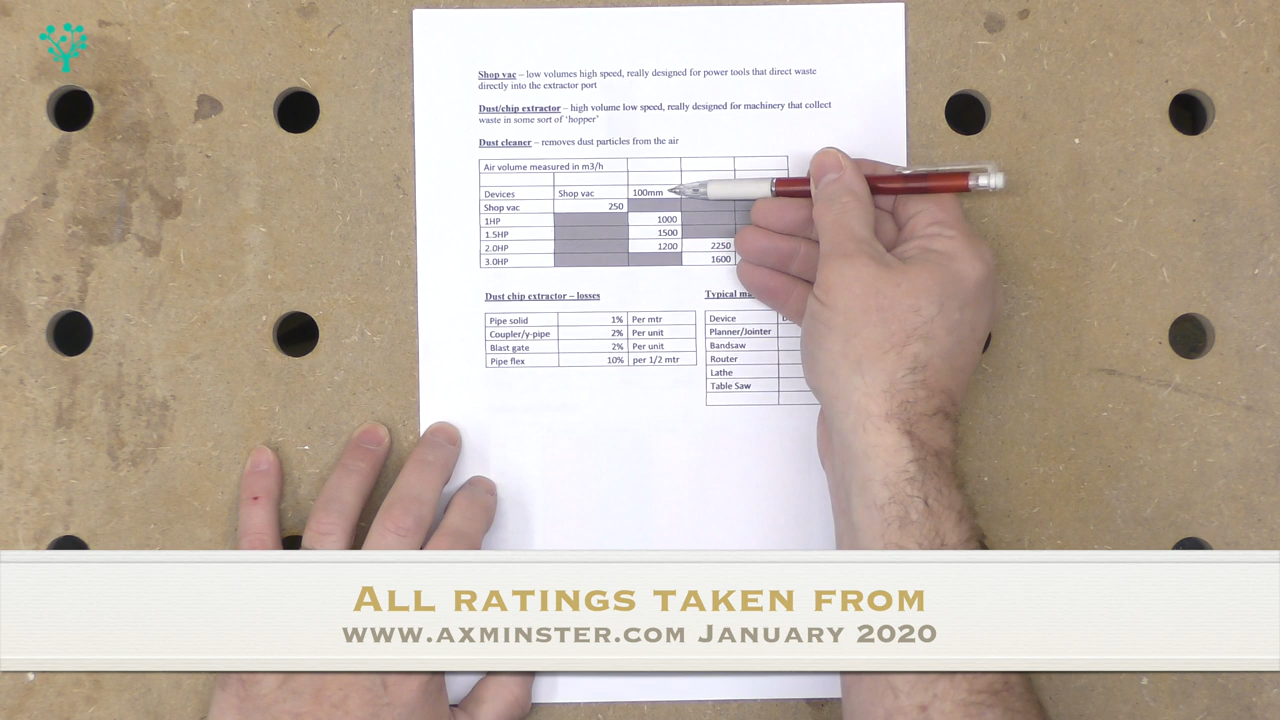 Shop vac – low volumes high speed, really designed for power tools that direct waste
directly into the extractor port
Dust/chip extractor – high volume low speed, really designed for machinery that collect
waste in some sort of ‘hopper’
Dust cleaner – removes dust particles from the air
Air volume measured in m3/h
Devices Shop vac 100mm
Shop vac 250
1HP 1000
1.5HP 1500
2.0HP 1200 2250
3.0HP 1600
Dust chip extractor – losses
Pipe solid 1% Per mtr
Coupler/y-pipe 2% Per unit
Blast gate 2% Per unit
Pipe flex 10% per 1/2 mtr
Typical
Device
Planner/Jointer
Bandsaw
Router
Lathe
Table Saw
All ratings taken from
www.axminster.com January 2020